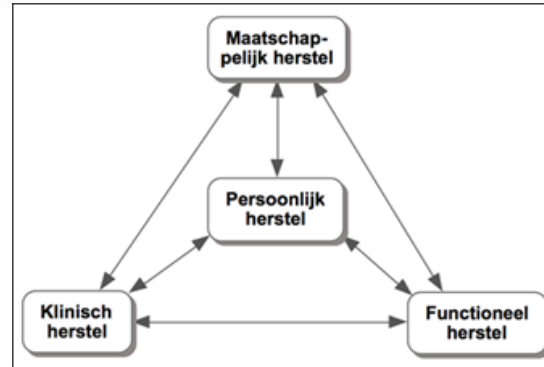 Maatschap-
pelijk herstel
Persoonlijk
herstel
Klinisch
herstel
Functioneel
herstel